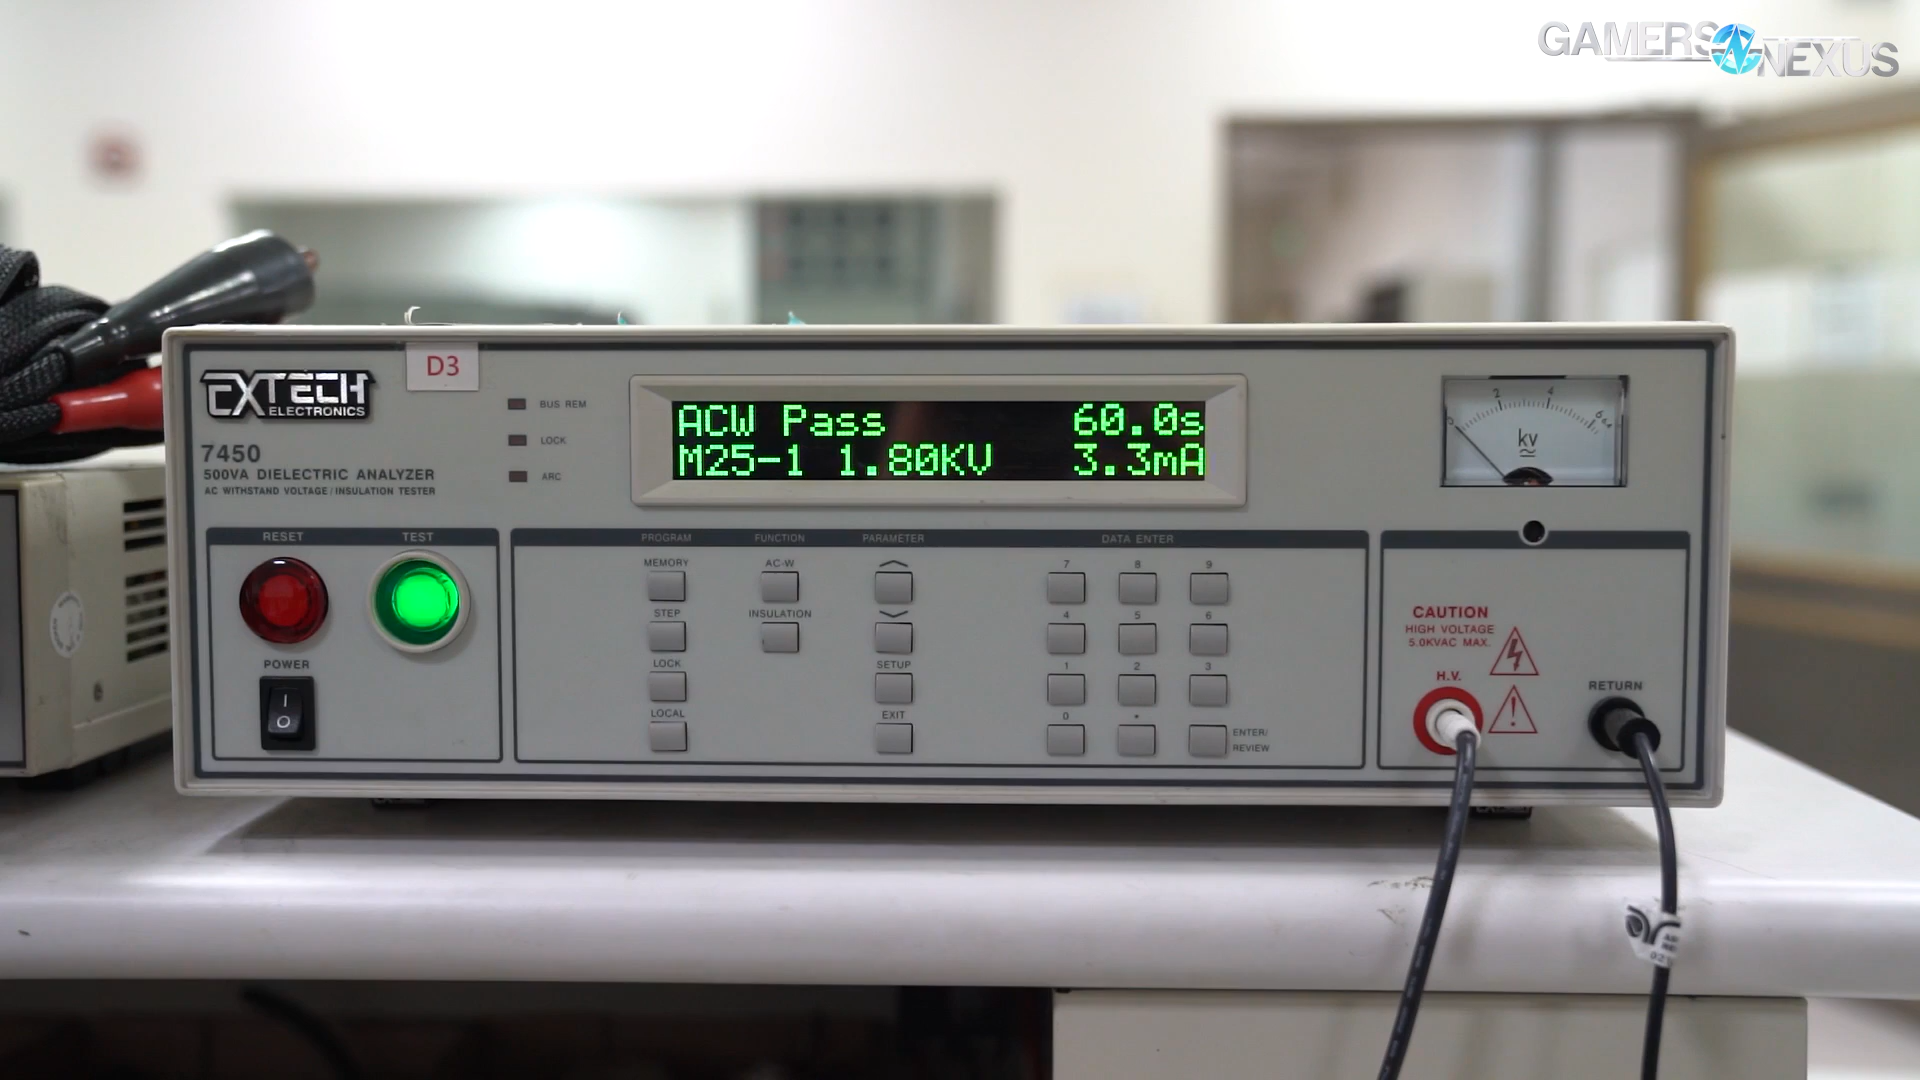 GAMERS NEXUS
EXTECH
ELECTRONICS
D3
7450
500VA DIELECTRIC ANALYZER
AC WITHSTAND VOLTAGE/INSULATION TESTER
BUS REM
LOCK
ARC
ACW Pass 60.0s
M25-1 1.80KV 3.3mA
2 4 6
kv
RESET TEST
POWER
I
O
PROGRAM FUNCTION PARAMETER DATA ENTER
MEMORY AC-W 7 8 9
STEP INSULATION 4 5 6
LOCK SETUP 1 2 3
LOCAL EXIT 0 •
ENTER/
REVIEW
CAUTION
HIGH VOLTAGE
5.0KVAC MAX.
H.V.
RETURN